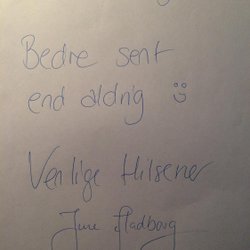 Bedre sent
end aldrig
Venlige Hilsener